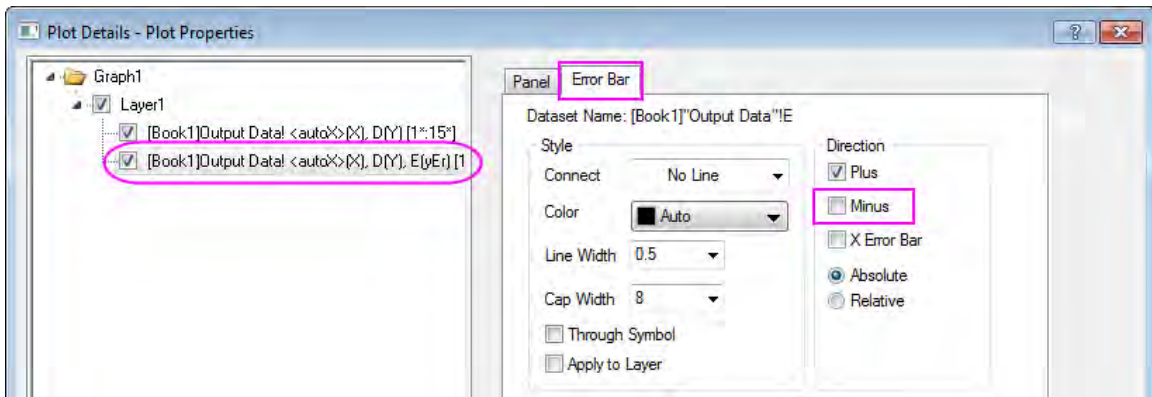 Plot Details - Plot Properties
Graph1
Layer1
[Book1]Output Data! <autoX>(X), D(Y) [1*:15*]
[Book1]Output Data! <autoX>(X), D(Y), E(yEr) [1
Panel
Error Bar
Dataset Name: [Book1]"Output Data"!E
Style
Connect No Line
Color Auto
Line Width 0.5
Cap Width 8
Through Symbol
Apply to Layer
Direction
Plus
Minus
X Error Bar
Absolute
Relative